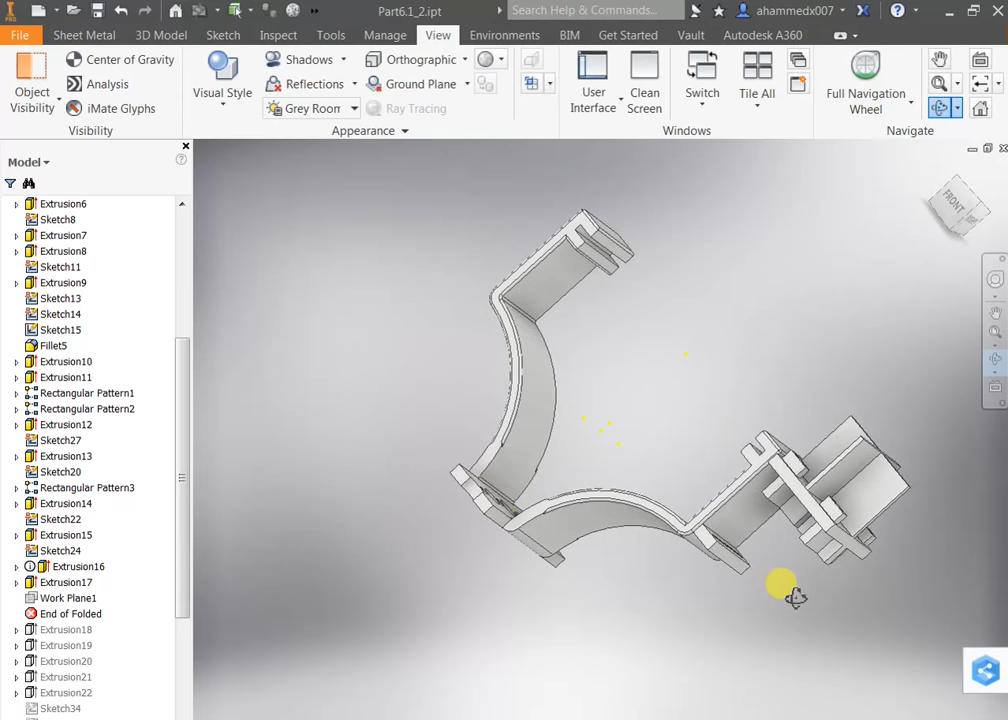 PRO
Part6.1_2.ipt
Search Help & Commands...
ahammedx007
File
Sheet Metal
3D Model
Sketch
Inspect
Tools
Manage
View
Environments
BIM
Get Started
Vault
Autodesk A360
Object Visibility
Center of Gravity
Analysis
iMate Glyphs
Visibility
Visual Style
Shadows
Reflections
Grey Room
Orthographic
Ground Plane
Ray Tracing
Appearance
User Interface
Clean Screen
Switch
Tile All
Windows
Full Navigation Wheel
Navigate
Model
Extrusion6
Sketch8
Extrusion7
Extrusion8
Sketch11
Extrusion9
Sketch13
Sketch14
Sketch15
Fillet5
Extrusion10
Extrusion11
Rectangular Pattern1
Rectangular Pattern2
Extrusion12
Sketch27
Extrusion13
Sketch20
Rectangular Pattern3
Extrusion14
Sketch22
Extrusion15
Sketch24
Extrusion16
Extrusion17
Work Plane1
End of Folded
Extrusion18
Extrusion19
Extrusion20
Extrusion21
Extrusion22
Sketch34
FRONT